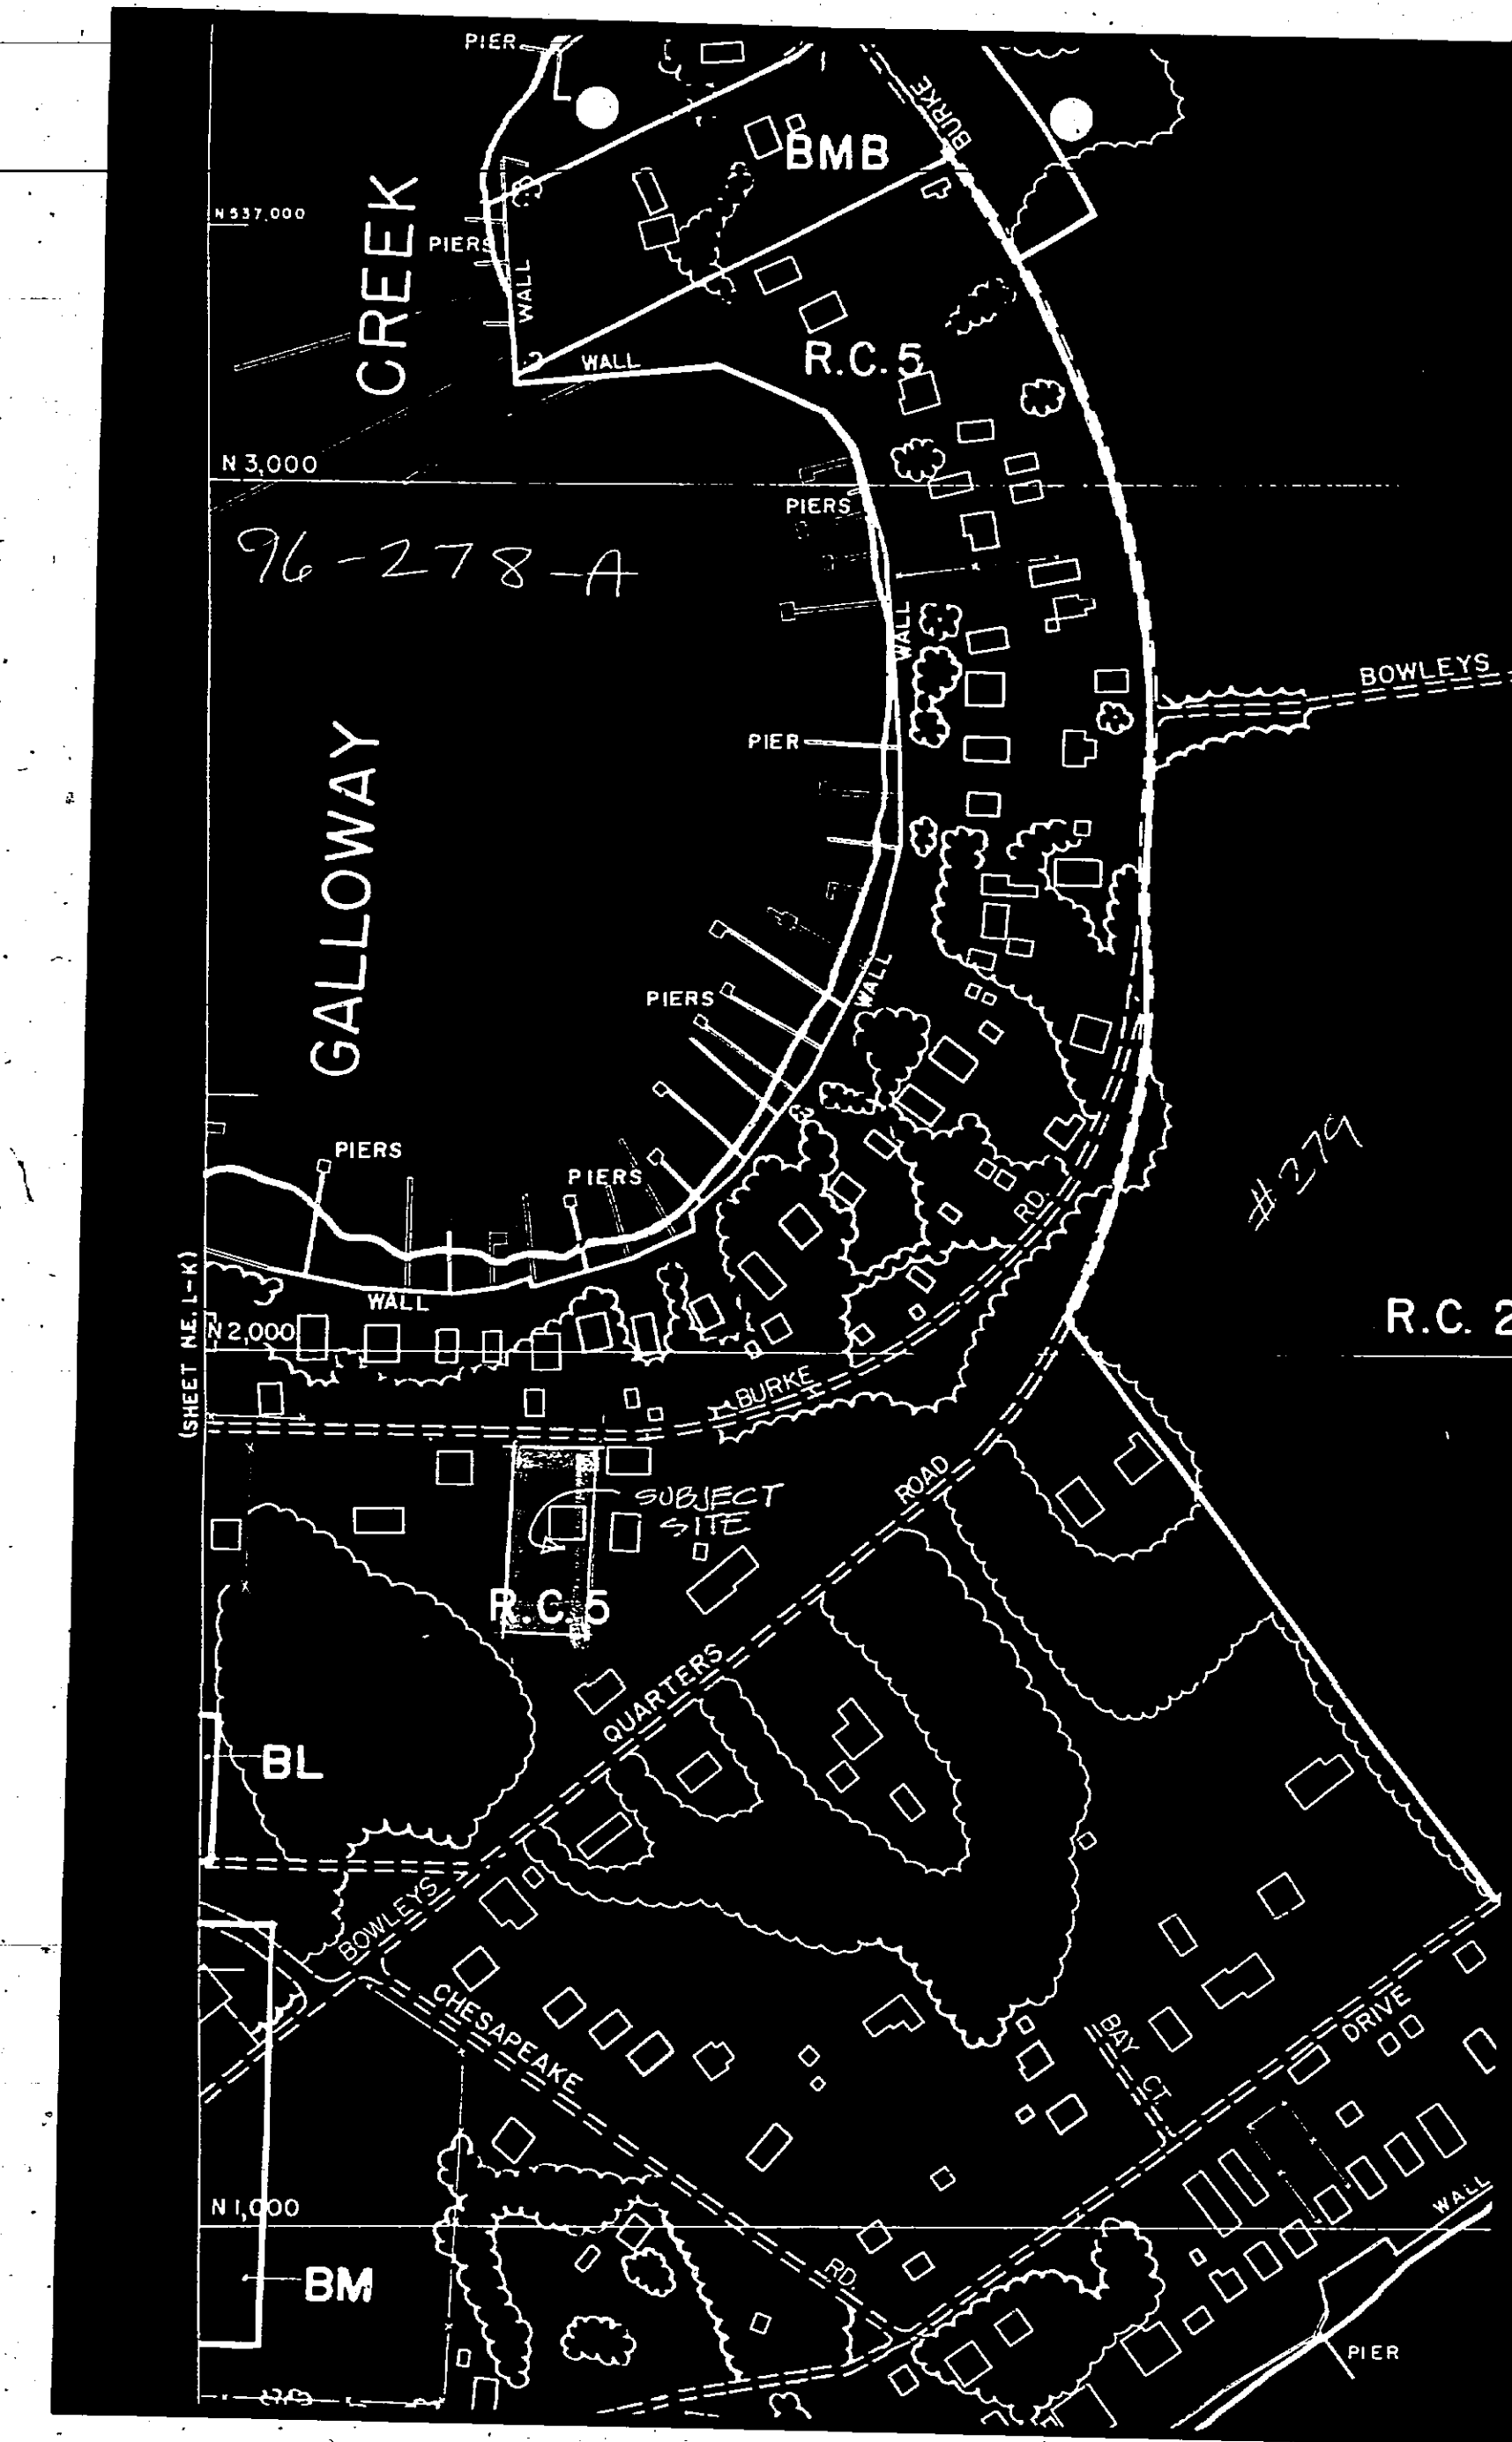 PIER
BURKE
BMB
N 537,000
CREEK
PIERS
WALL
WALL
R.C. 5
N 3,000
PIERS
96-278-A
WALL
BOWLEYS
GALLOWAY
PIER
WALL
PIERS
#279
PIERS
PIERS
RD.
(SHEET N.E. 1-K)
WALL
N 2,000
R.C. 2
BURKE
ROAD
SUBJECT
SITE
R.C. 5
QUARTERS
BL
BOWLEYS
CHESAPEAKE
BAY CT.
DRIVE
N 1,000
WALL
RD.
BM
PIER